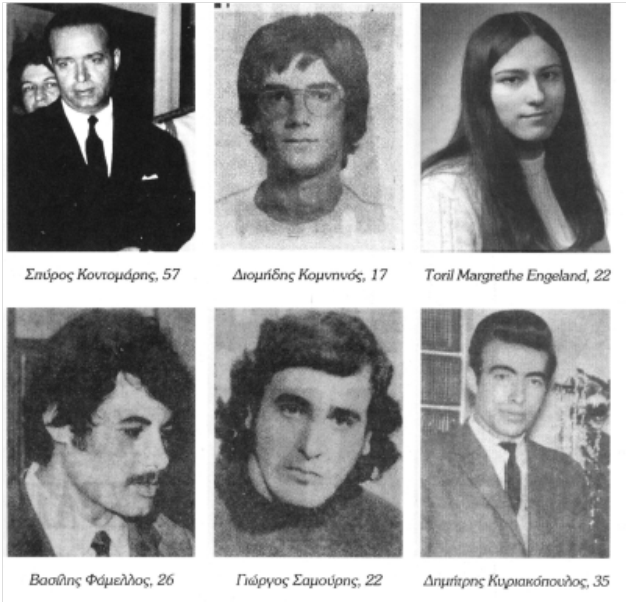 Σπύρος Κοντομάρης, 57
Διομήδης Κομνηνός, 17
Toril Margrethe Engeland, 22
Βασίλης Φάμελλος, 26
Γιώργος Σαμούρης, 22
Δημήτρης Κυριακόπουλος, 35